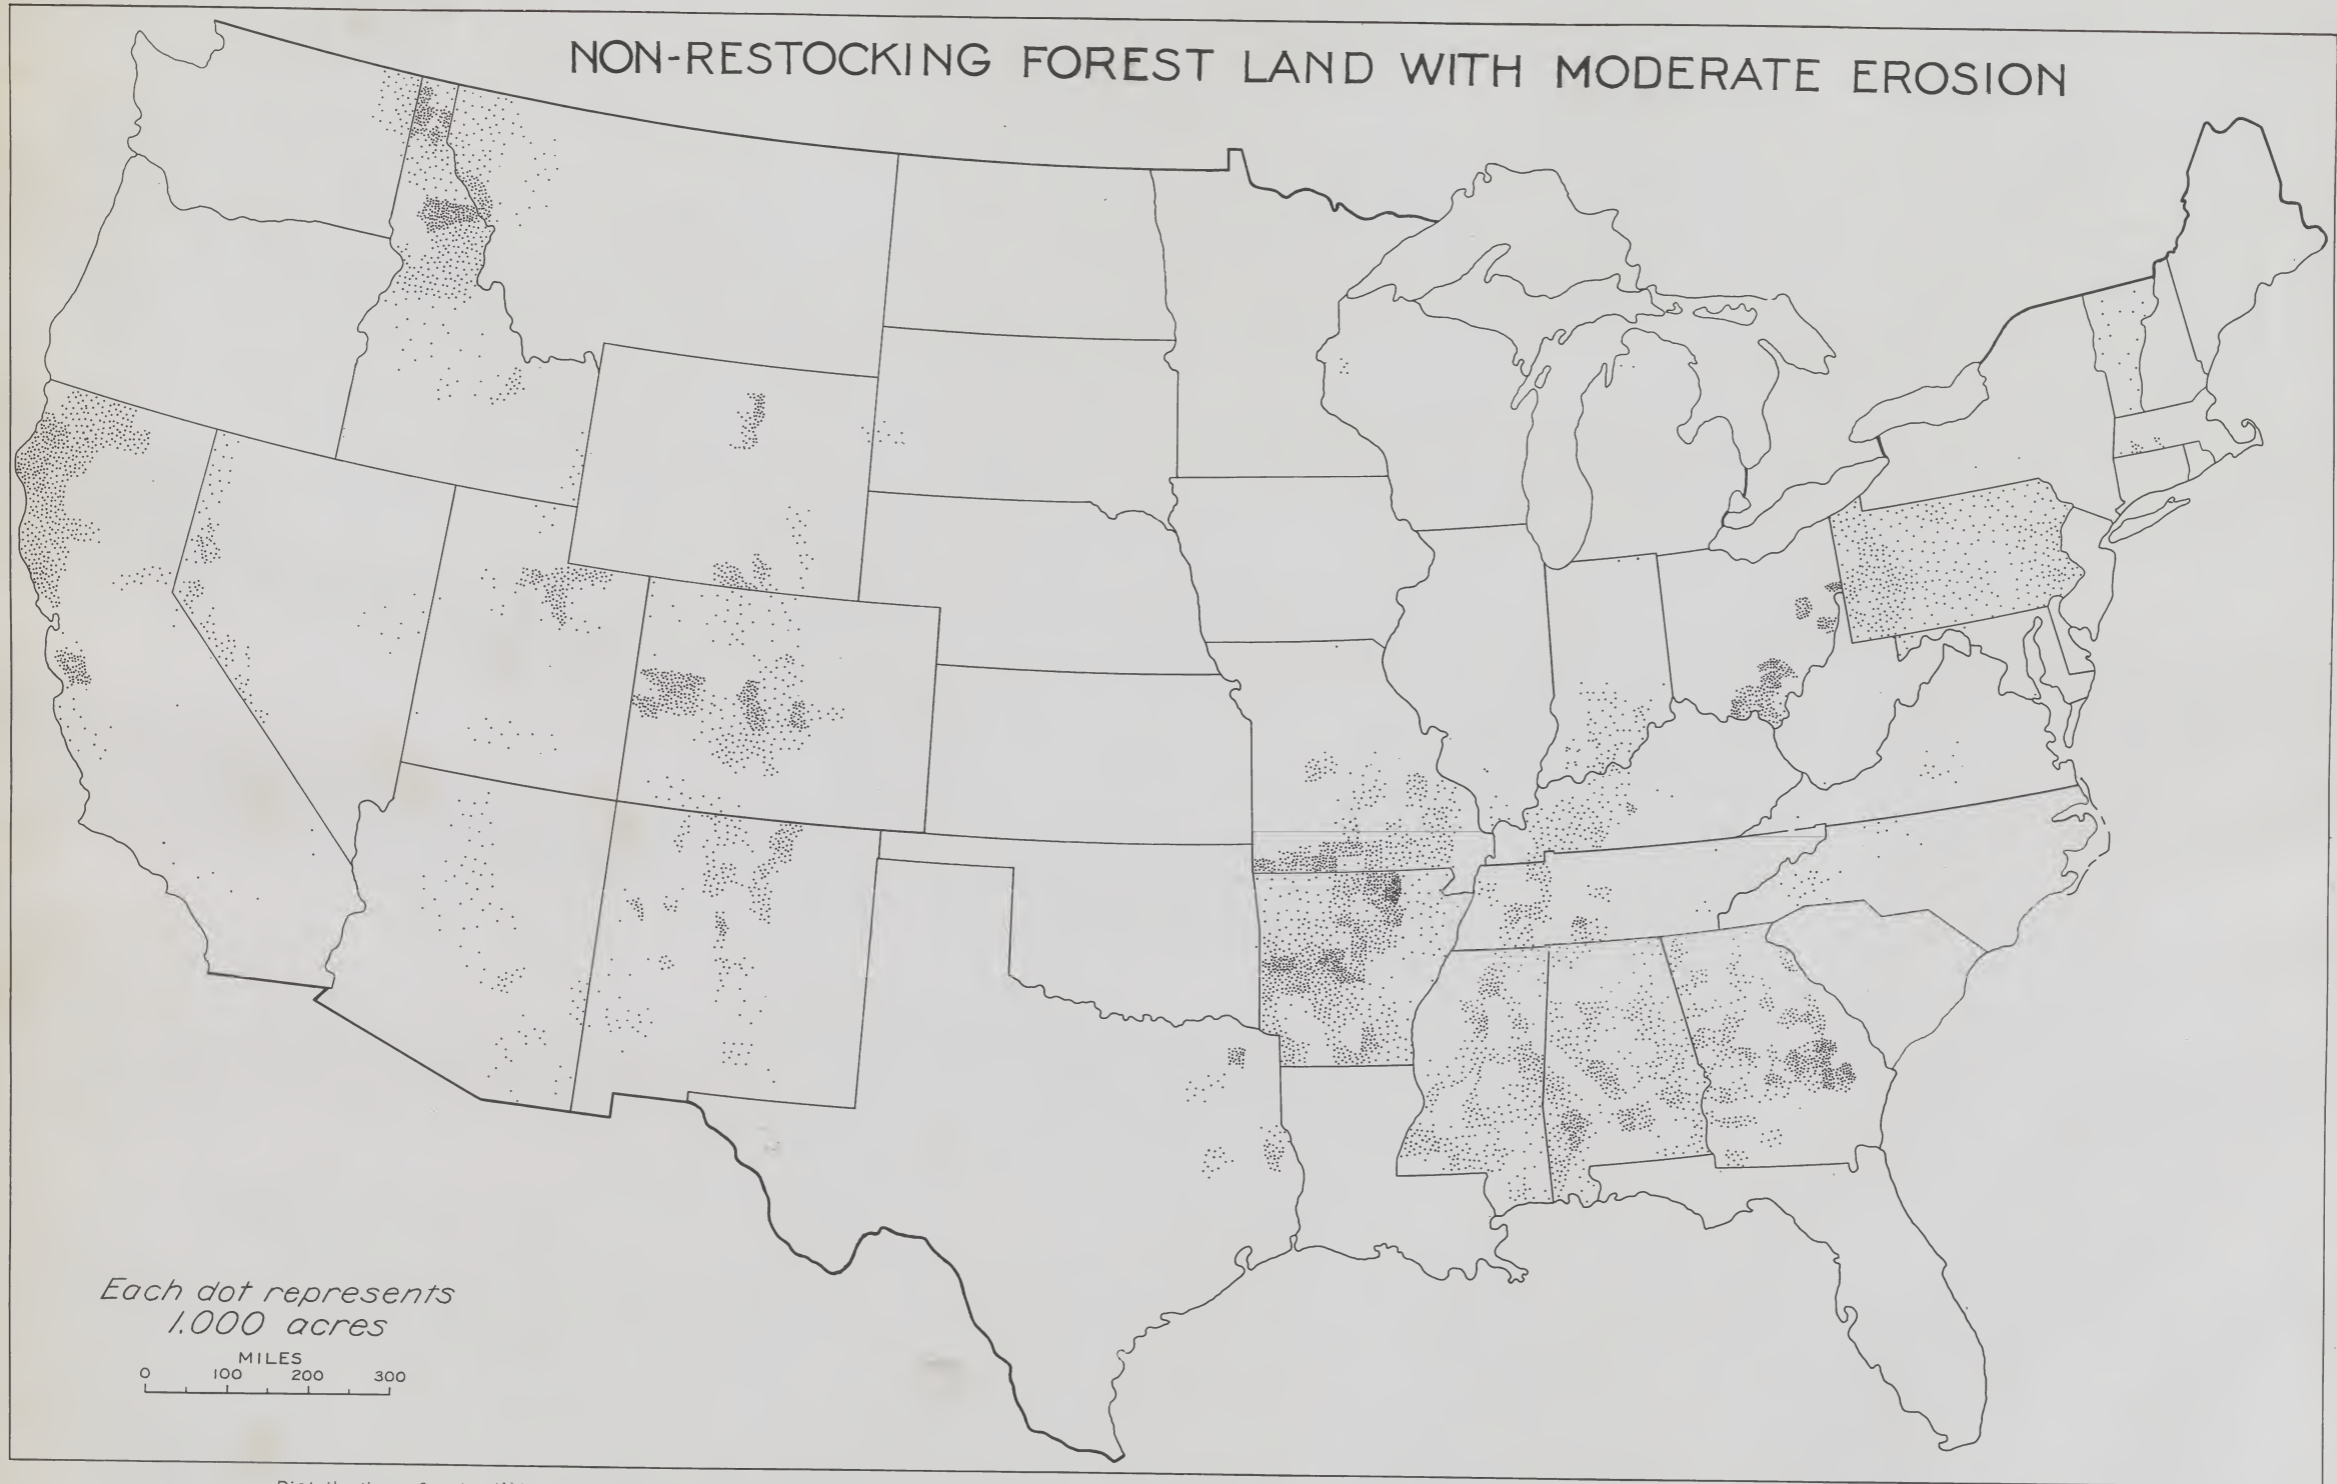 NON-RESTOCKING FOREST LAND WITH MODERATE EROSION
Each dot represents
1.000 acres
MILES
0 100 200 300